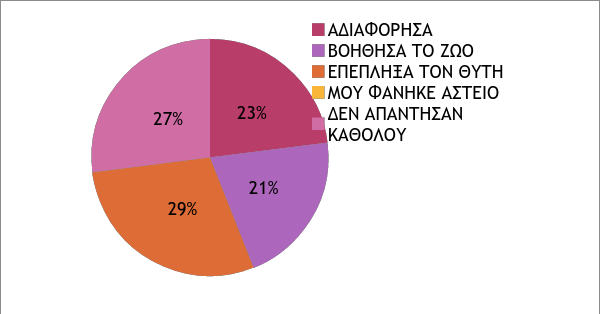 ΑΔΙΑΦΟΡΗΣΑ
ΒΟΗΘΗΣΑ ΤΟ ΖΩΟ
ΕΠΕΠΛΗΞΑ ΤΟΝ ΘΥΤΗ
ΜΟΥ ΦΑΝΗΚΕ ΑΣΤΕΙΟ
ΔΕΝ ΑΠΑΝΤΗΣΑΝ
ΚΑΘΟΛΟΥ
27%
23%
21%
29%